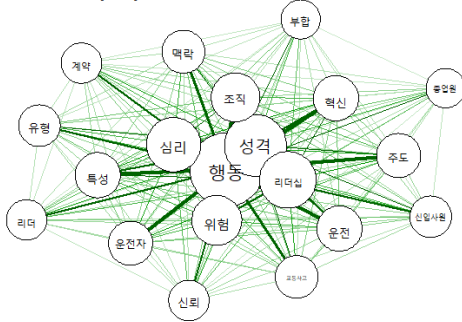 부합
맥락
계약
종업원
조직
혁신
유형
심리
성격
주도
행동
특성
리더십
리더
위험
신입사원
운전자
운전
교통사고
신뢰